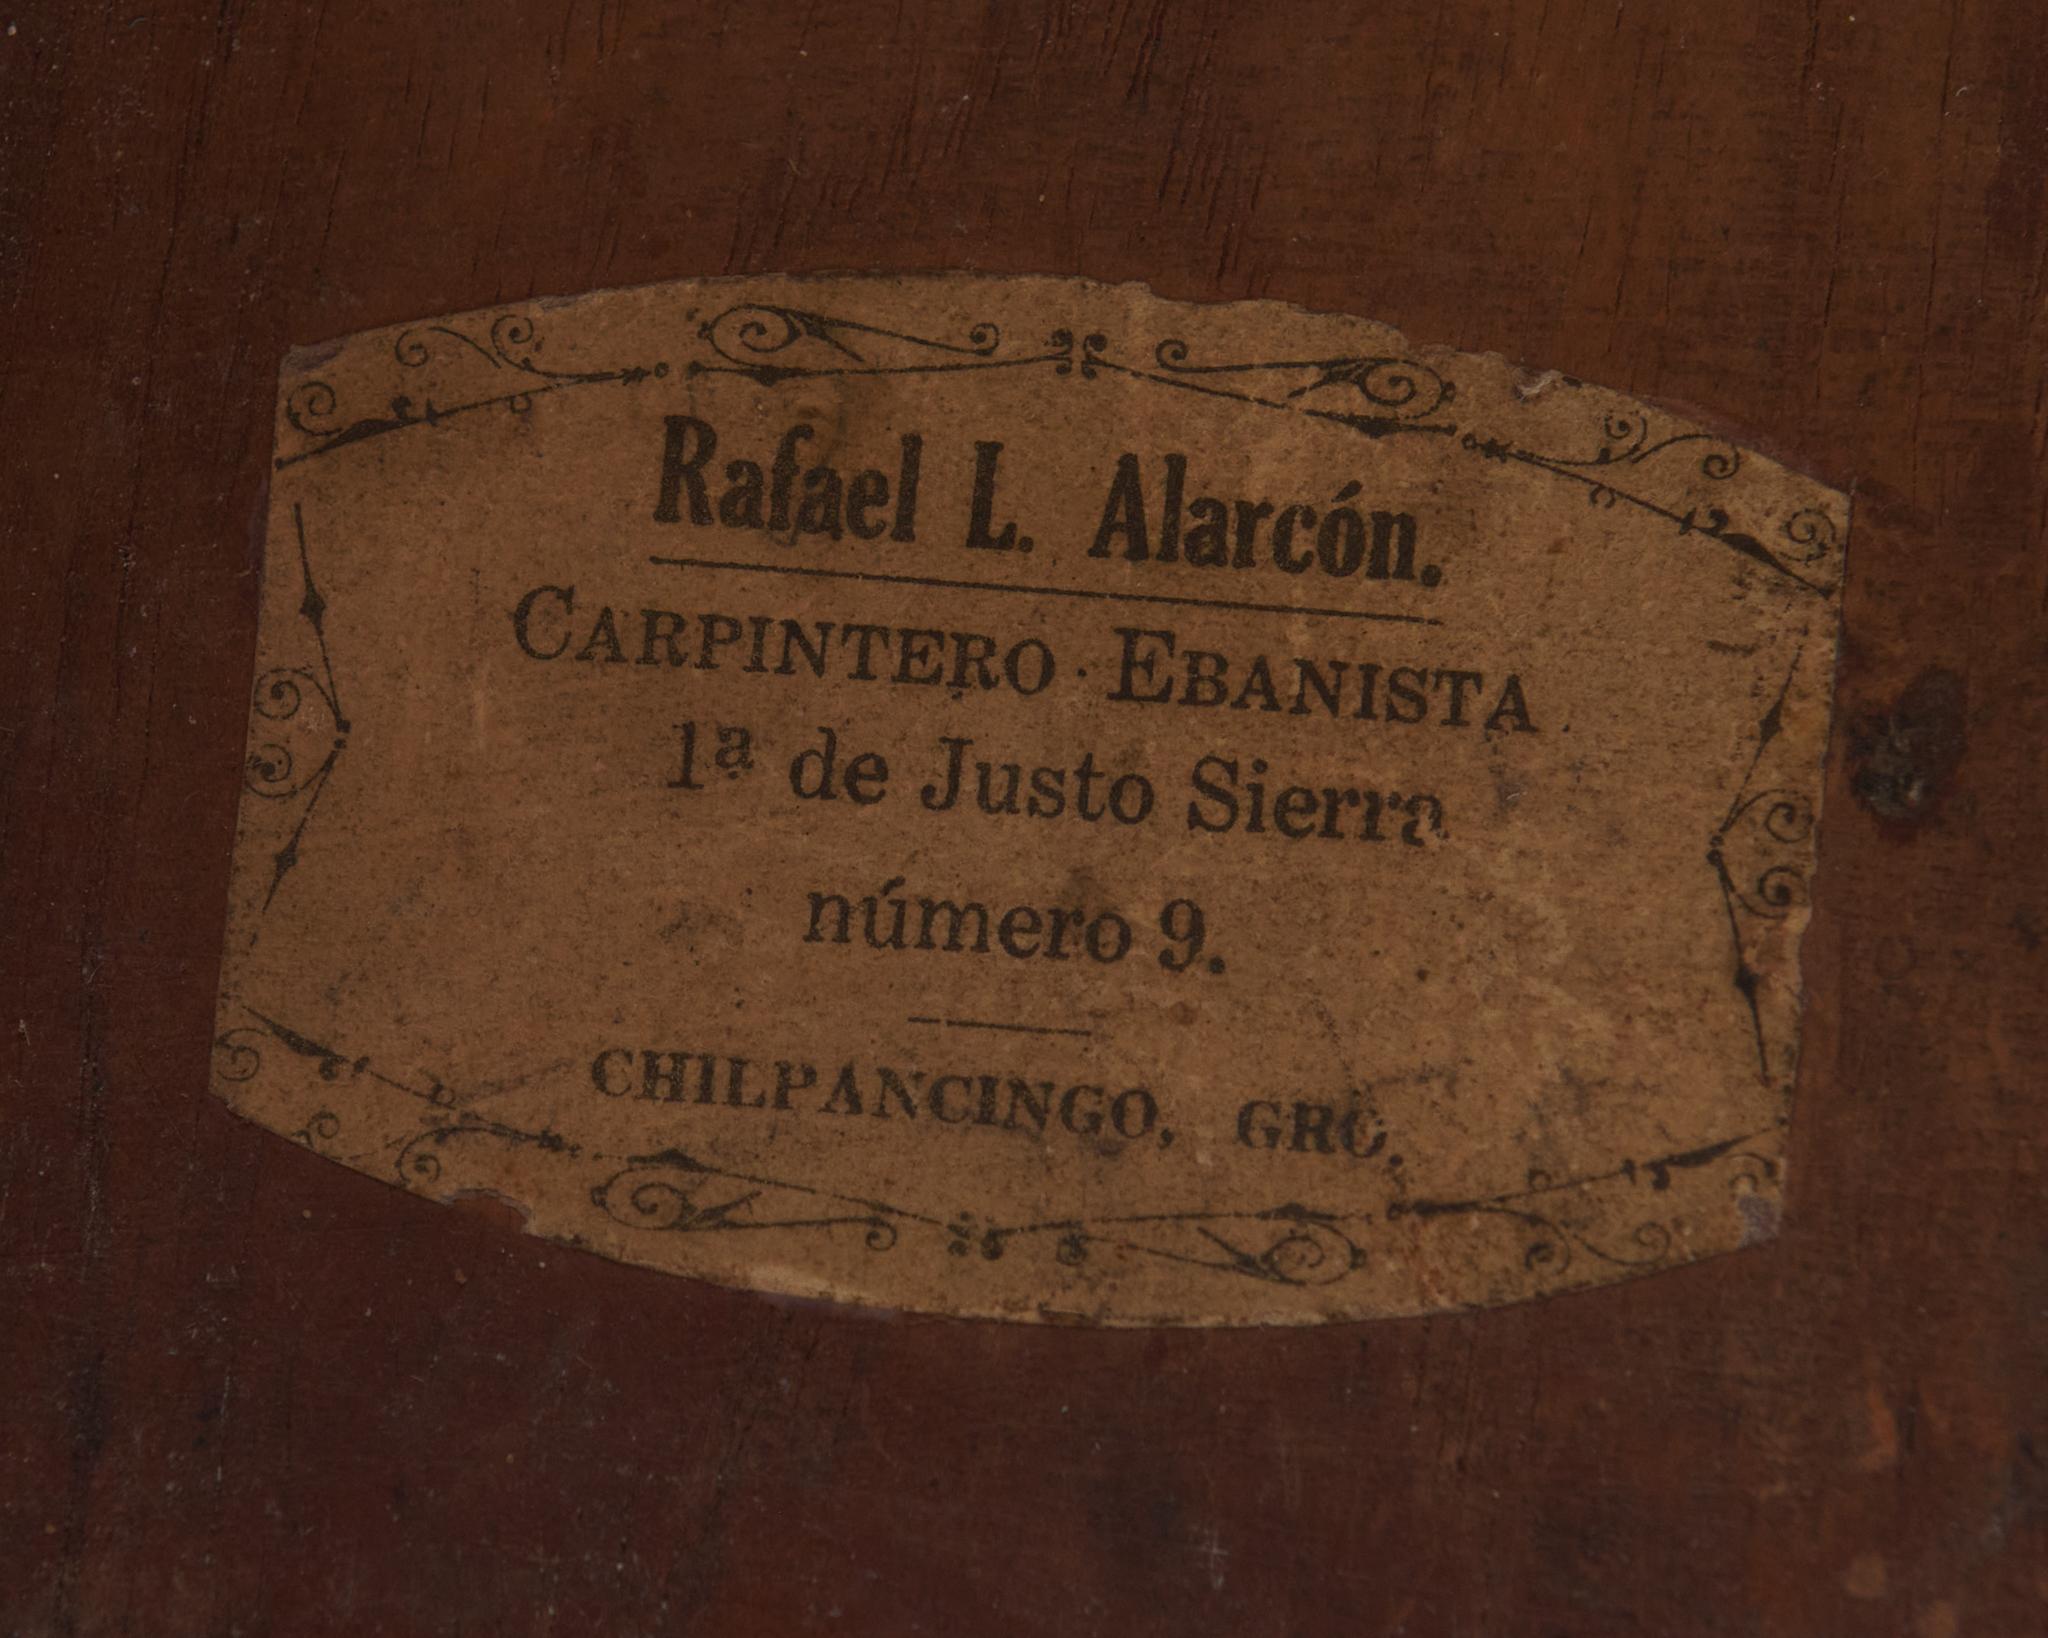 Rafael L. Alarcón.
CARPINTERO EBANISTA
1ª de Justo Sierra
número 9.
CHILPANCINGO, GRO.